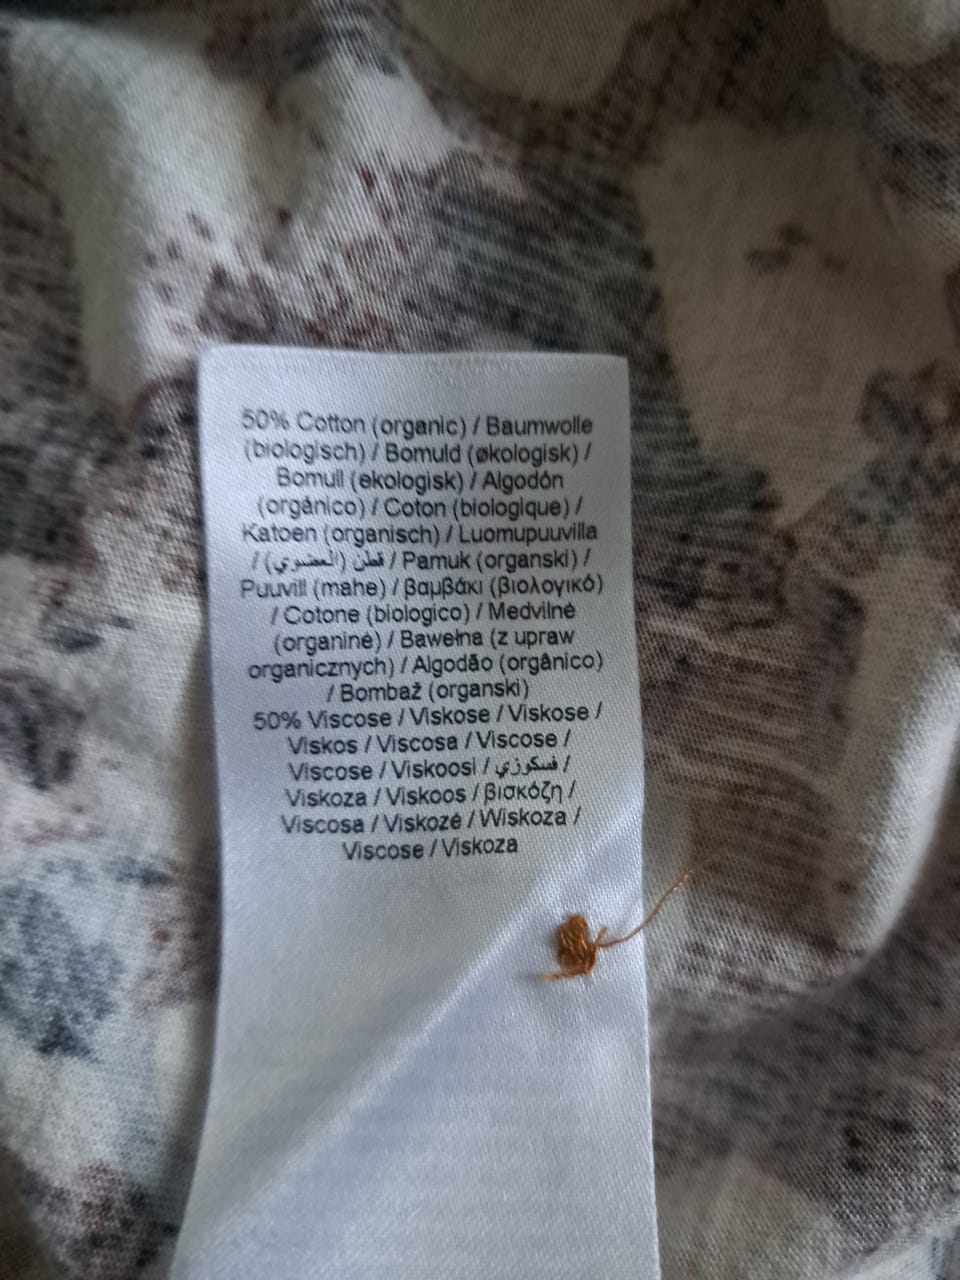 50% Cotton (organic) / Baumwolle
(biologisch) / Bomuld (økologisk) /
Bomull (ekologisk) / Algodón
(orgánico) / Coton (biologique) /
Katoen (organisch) / Luomupuuvilla
/ قطن (العضوي) / Pamuk (organski) /
Puuvill (mahe) / βαμβάκι (βιολογικό)
/ Cotone (biologico) / Medvilnė
(organinė) / Bawełna (z upraw
organicznych) / Algodão (orgânico)
/ Bombaž (organski)
50% Viscose / Viskose / Viskose /
Viskos / Viscosa / Viscose /
Viscose / Viskoosi / فسكوزي /
Viskoza / Viskoos / βισκόζη /
Viscosa / Viskozė / Wiskoza /
Viscose / Viskoza